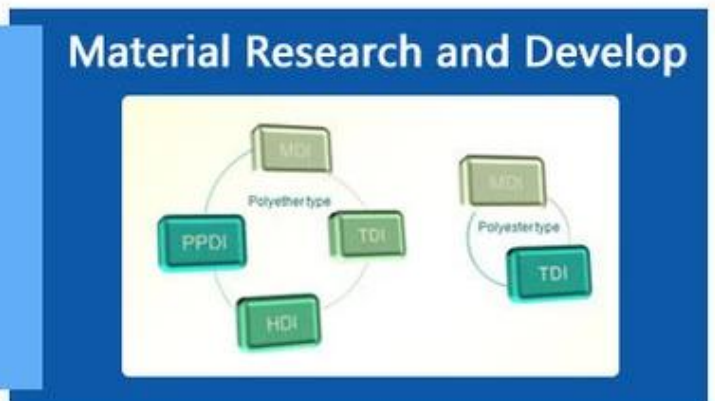 Material Research and Develop
MDI
Polyether type
PPDI
TDI
HDI
MDI
Polyester type
TDI